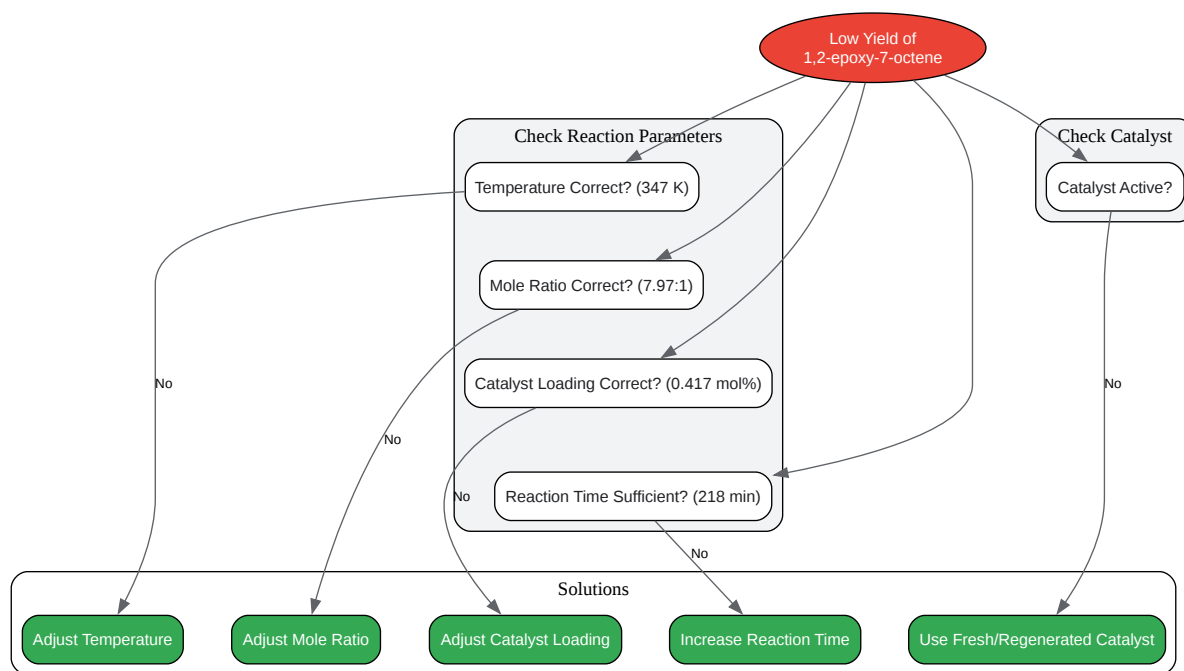 Low Yield of
1,2-epoxy-7-octene
Check Reaction Parameters
Check Catalyst
Temperature Correct? (347 K)
Catalyst Active?
Mole Ratio Correct? (7.97:1)
Catalyst Loading Correct? (0.417 mol%)
No
No
No
Reaction Time Sufficient? (218 min)
No
No
Solutions
Adjust Temperature
Adjust Mole Ratio
Adjust Catalyst Loading
Increase Reaction Time
Use Fresh/Regenerated Catalyst